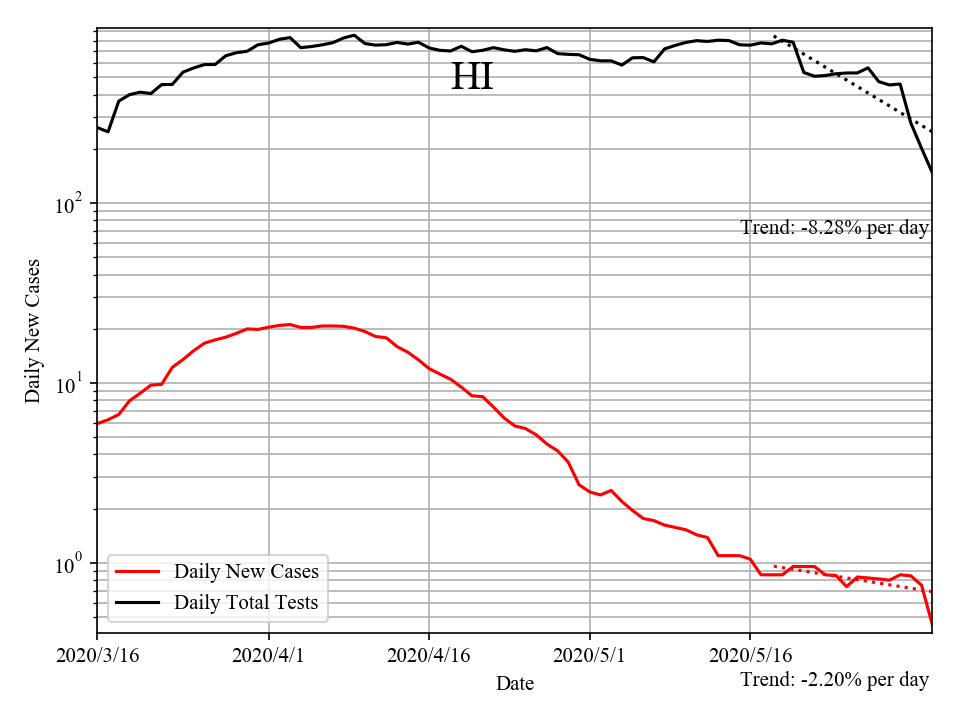 HI
10²
Trend: -8.28% per day
Daily New Cases
10¹
10⁰
Daily New Cases
Daily Total Tests
2020/3/16 2020/4/1 2020/4/16 2020/5/1 2020/5/16
Date
Trend: -2.20% per day